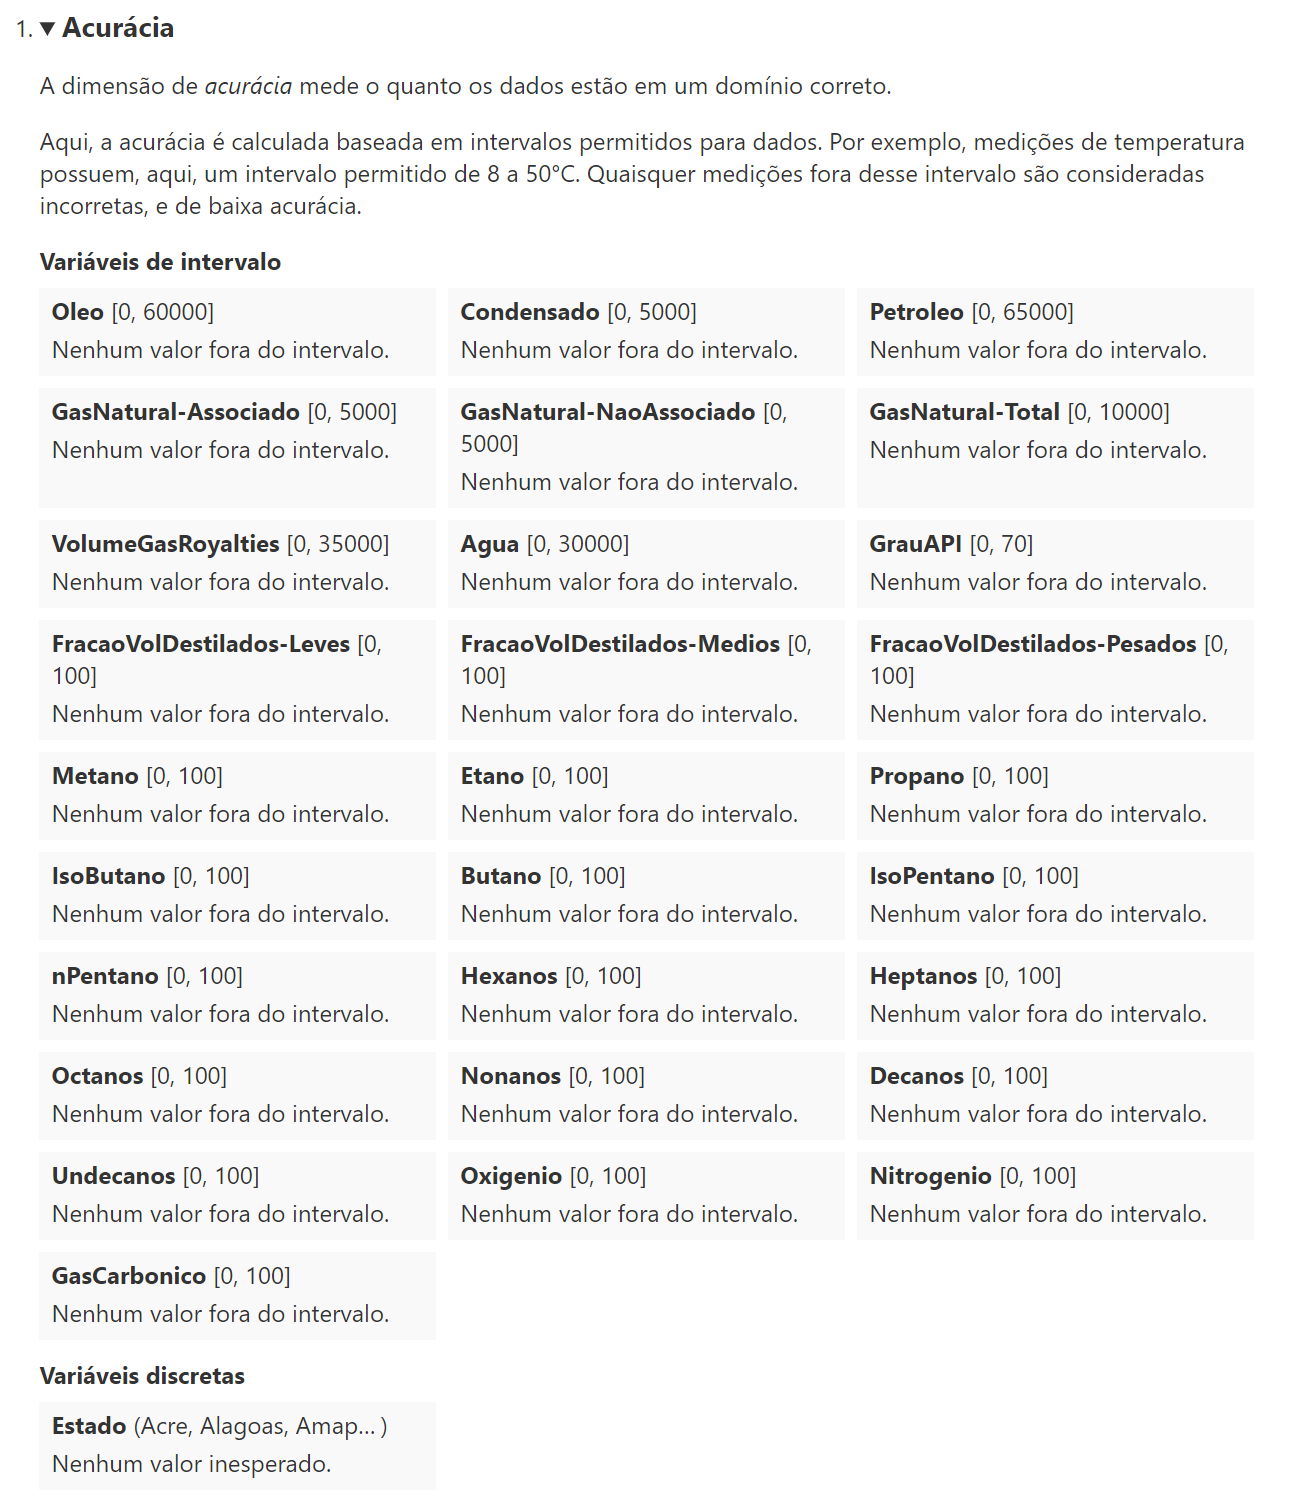 1. ▼ Acurácia
A dimensão de acurácia mede o quanto os dados estão em um domínio correto.
Aqui, a acurácia é calculada baseada em intervalos permitidos para dados. Por exemplo, medições de temperatura
possuem, aqui, um intervalo permitido de 8 a 50°C. Quaisquer medições fora desse intervalo são consideradas
incorretas, e de baixa acurácia.
Variáveis de intervalo
Oleo [0, 60000]
Nenhum valor fora do intervalo.
Condensado [0, 5000]
Nenhum valor fora do intervalo.
Petroleo [0, 65000]
Nenhum valor fora do intervalo.
GasNatural-Associado [0, 5000]
Nenhum valor fora do intervalo.
GasNatural-NaoAssociado [0,
5000]
Nenhum valor fora do intervalo.
GasNatural-Total [0, 10000]
Nenhum valor fora do intervalo.
VolumeGasRoyalties [0, 35000]
Nenhum valor fora do intervalo.
Agua [0, 30000]
Nenhum valor fora do intervalo.
GrauAPI [0, 70]
Nenhum valor fora do intervalo.
FracaoVolDestilados-Leves [0,
100]
Nenhum valor fora do intervalo.
FracaoVolDestilados-Medios [0,
100]
Nenhum valor fora do intervalo.
FracaoVolDestilados-Pesados [0,
100]
Nenhum valor fora do intervalo.
Metano [0, 100]
Nenhum valor fora do intervalo.
Etano [0, 100]
Nenhum valor fora do intervalo.
Propano [0, 100]
Nenhum valor fora do intervalo.
IsoButano [0, 100]
Nenhum valor fora do intervalo.
Butano [0, 100]
Nenhum valor fora do intervalo.
IsoPentano [0, 100]
Nenhum valor fora do intervalo.
nPentano [0, 100]
Nenhum valor fora do intervalo.
Hexanos [0, 100]
Nenhum valor fora do intervalo.
Heptanos [0, 100]
Nenhum valor fora do intervalo.
Octanos [0, 100]
Nenhum valor fora do intervalo.
Nonanos [0, 100]
Nenhum valor fora do intervalo.
Decanos [0, 100]
Nenhum valor fora do intervalo.
Undecanos [0, 100]
Nenhum valor fora do intervalo.
Oxigenio [0, 100]
Nenhum valor fora do intervalo.
Nitrogenio [0, 100]
Nenhum valor fora do intervalo.
GasCarbonico [0, 100]
Nenhum valor fora do intervalo.
Variáveis discretas
Estado (Acre, Alagoas, Amap... )
Nenhum valor inesperado.